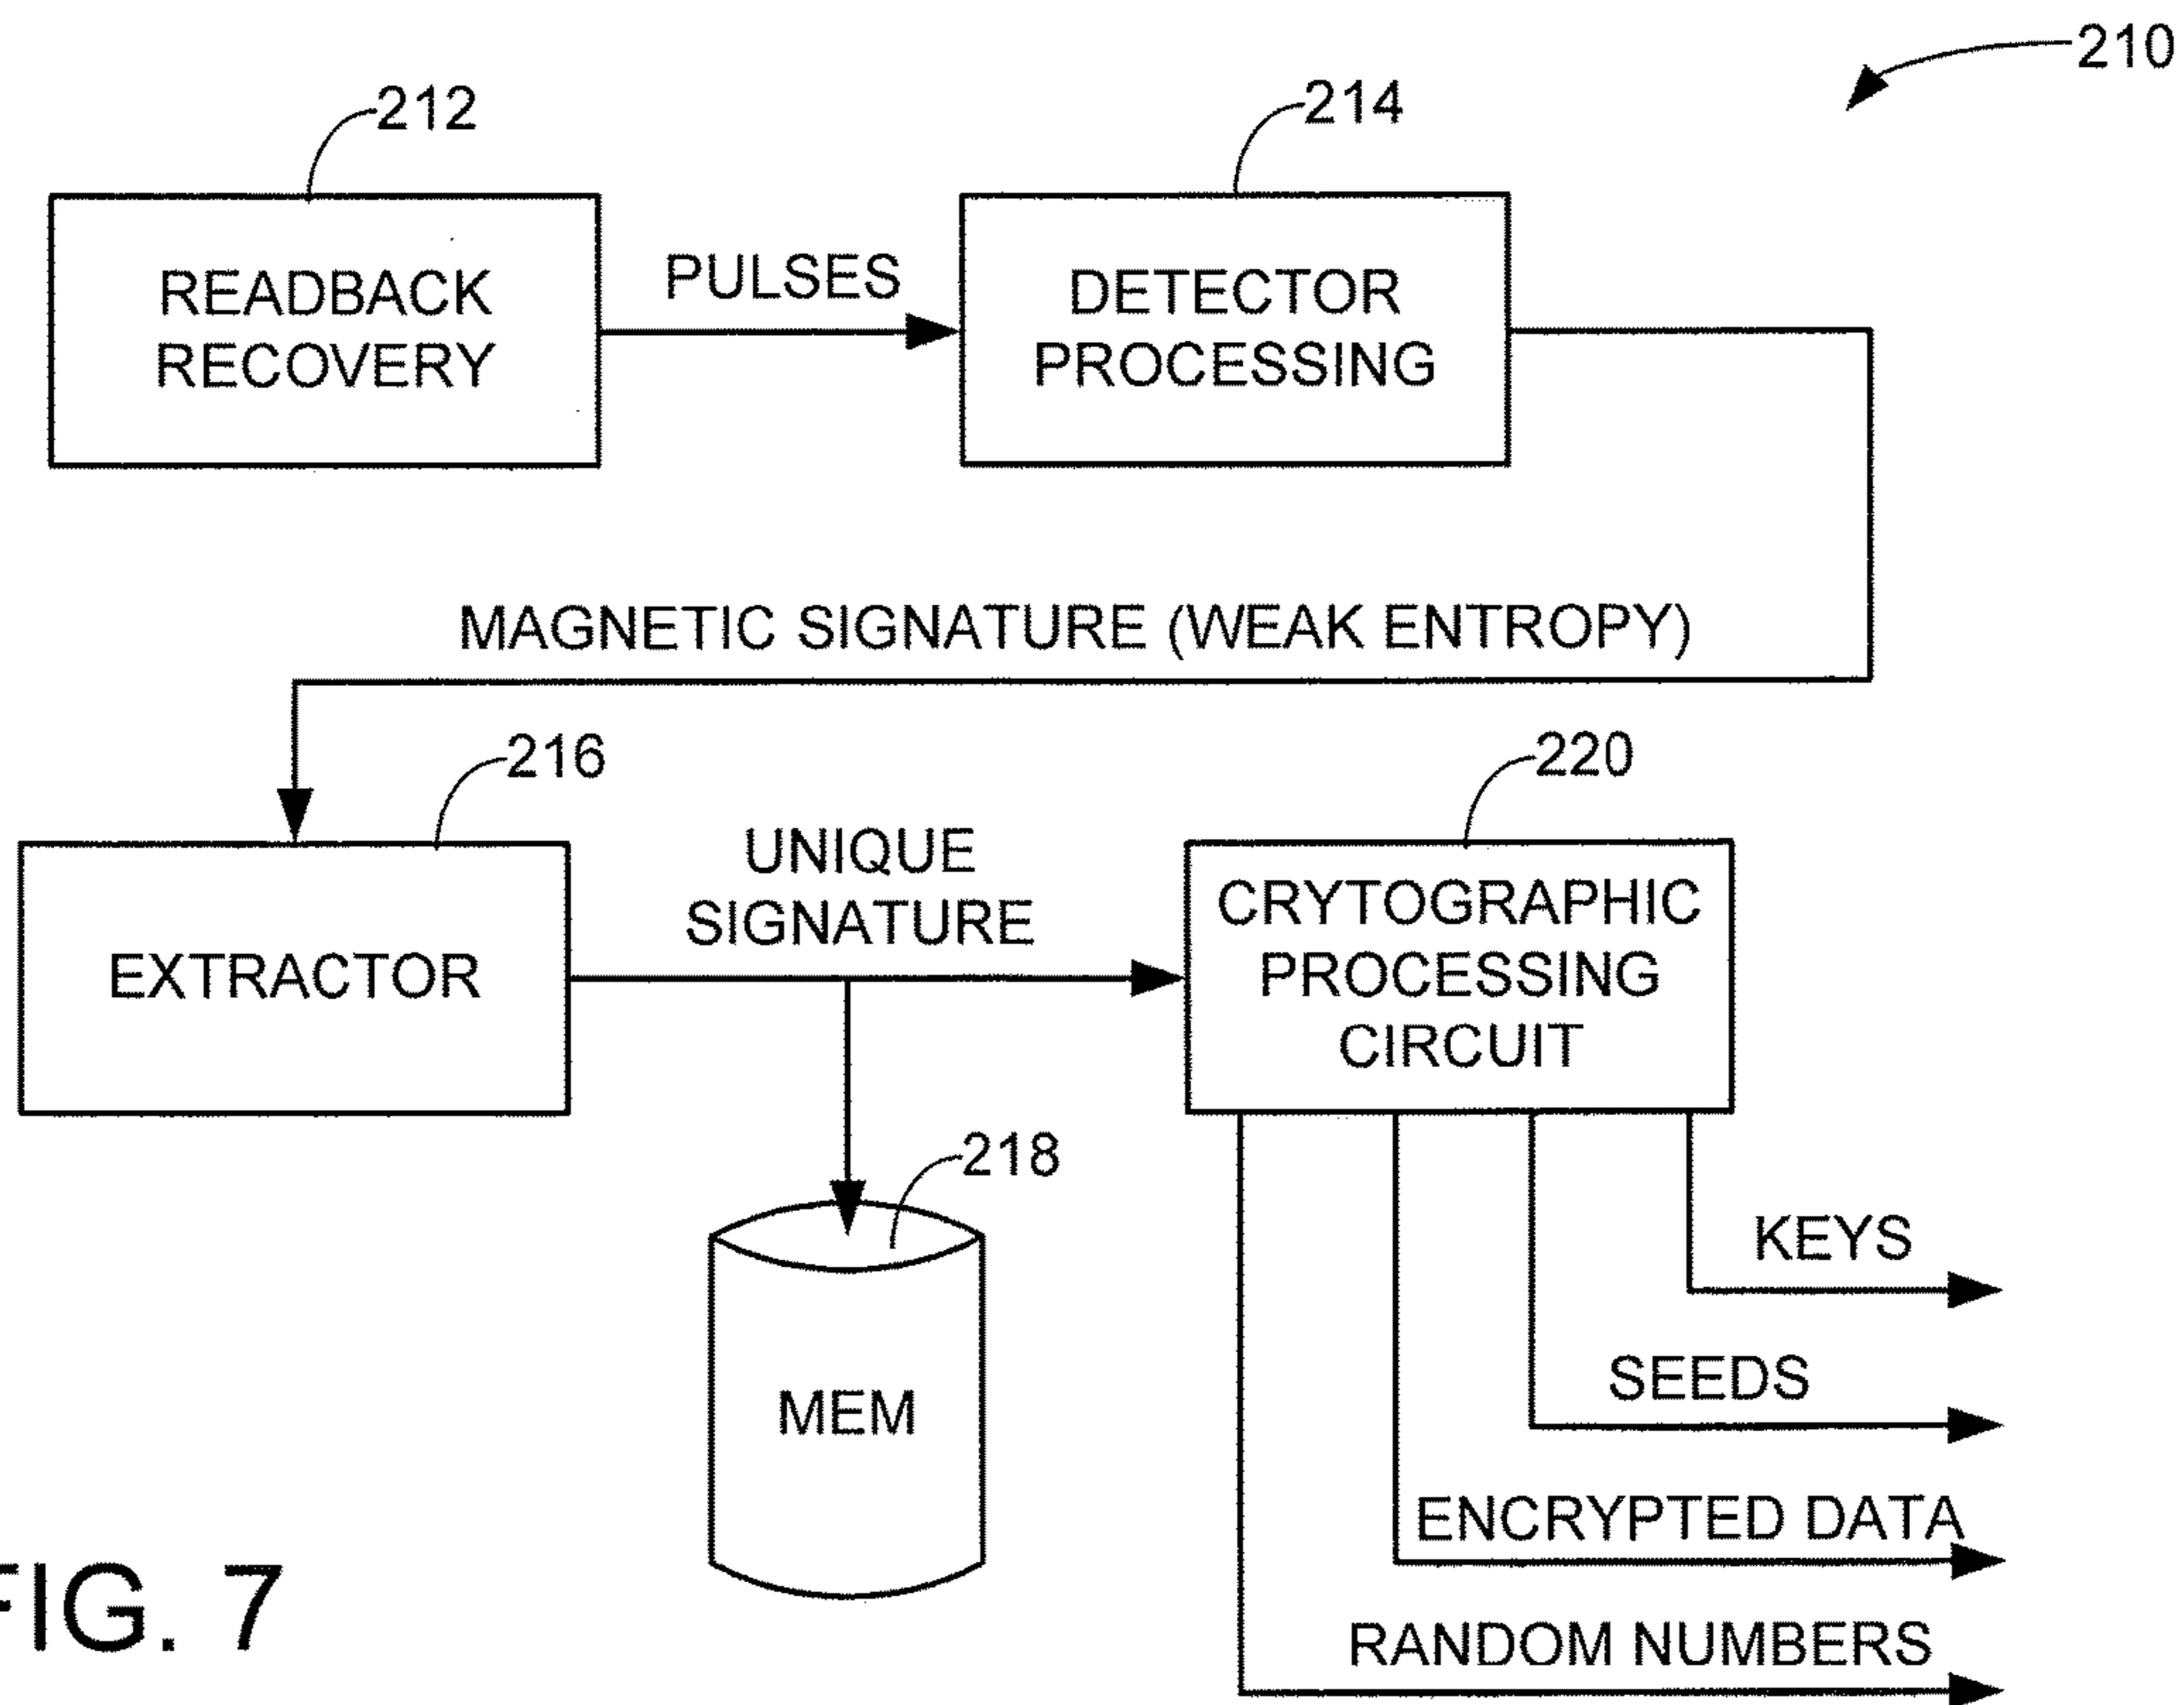 210
212
214
READBACK
RECOVERY
PULSES
DETECTOR
PROCESSING
MAGNETIC SIGNATURE (WEAK ENTROPY)
216
220
EXTRACTOR
UNIQUE
SIGNATURE
CRYTOGRAPHIC
PROCESSING
CIRCUIT
218
MEM
KEYS
SEEDS
ENCRYPTED DATA
RANDOM NUMBERS
FIG. 7